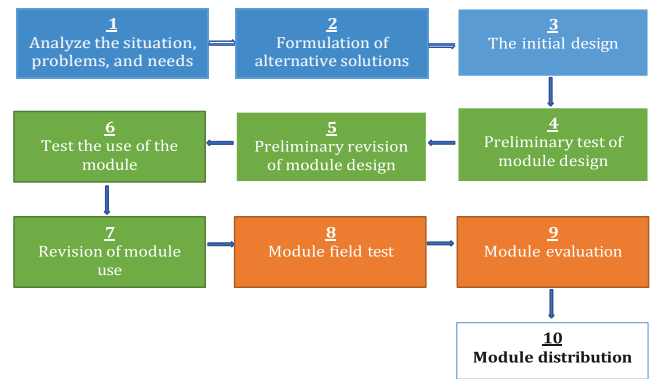 1
Analyze the situation,
problems, and needs
2
Formulation of
alternative solutions
3
The initial design
4
Preliminary test of
module design
5
Preliminary revision
of module design
6
Test the use of the
module
7
Revision of module
use
8
Module field test
9
Module evaluation
10
Module distribution